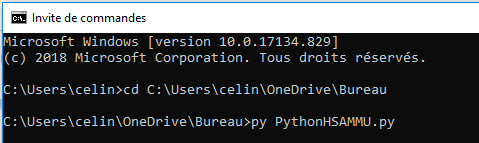 Invite de commandes
Microsoft Windows [version 10.0.17134.829]
(c) 2018 Microsoft Corporation. Tous droits réservés.
C:\Users\celin>cd C:\Users\celin\OneDrive\Bureau
C:\Users\celin\OneDrive\Bureau>py PythonHSAMMU.py